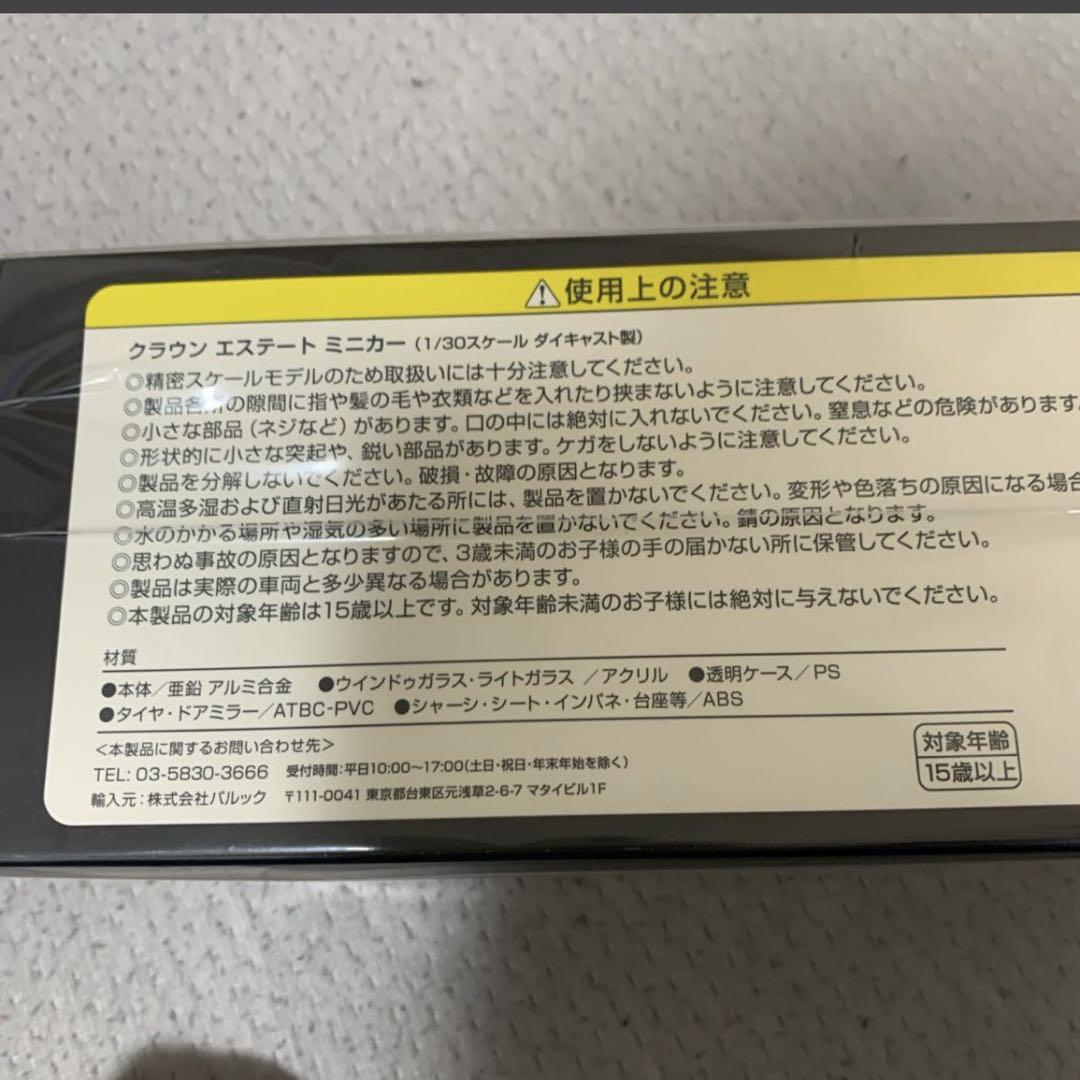 ⚠使用上の注意
クラウン エステート ミニカー（1/30スケール ダイキャスト製）
◎精密スケールモデルのため取扱いには十分注意してください。
◎製品各所の隙間に指や髪の毛や衣類などを入れたり挟まないように注意してください。
◎小さな部品（ネジなど）があります。口の中には絶対に入れないでください。窒息などの危険があります。
◎形状的に小さな突起や、鋭い部品があります。ケガをしないように注意してください。
◎製品を分解しないでください。破損・故障の原因となります。
◎高温多湿および直射日光があたる所には、製品を置かないでください。変形や色落ちの原因になる場合
◎水のかかる場所や湿気の多い場所に製品を置かないでください。錆の原因となります。
◎思わぬ事故の原因となりますので、3歳未満のお子様の手の届かない所に保管してください。
◎製品は実際の車両と多少異なる場合があります。
◎本製品の対象年齢は15歳以上です。対象年齢未満のお子様には絶対に与えないでください。
材質
●本体／亜鉛 アルミ合金 ●ウインドゥガラス・ライトガラス ／アクリル ●透明ケース／PS
●タイヤ・ドアミラー／ATBC-PVC ●シャーシ・シート・インパネ・台座等／ABS
＜本製品に関するお問い合わせ先＞
TEL: 03-5830-3666 受付時間:平日10:00〜17:00(土日・祝日・年末年始を除く)
輸入元：株式会社バルック 〒111-0041 東京都台東区元浅草2-6-7 マタイビル1F
対象年齢
15歳以上